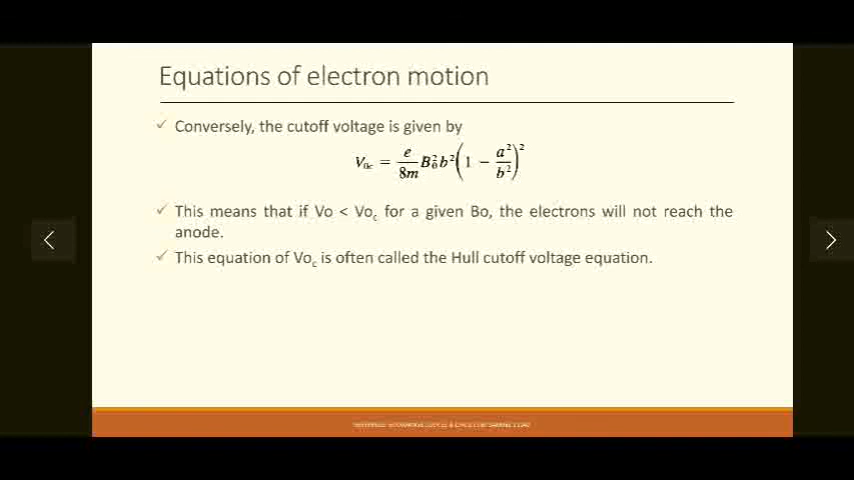 Equations of electron motion
✓ Conversely, the cutoff voltage is given by
V₀c = e/8m B₀²b²(1 − a²/b²)²
✓ This means that if Vo < Voc for a given Bo, the electrons will not reach the
anode.
✓ This equation of Voc is often called the Hull cutoff voltage equation.